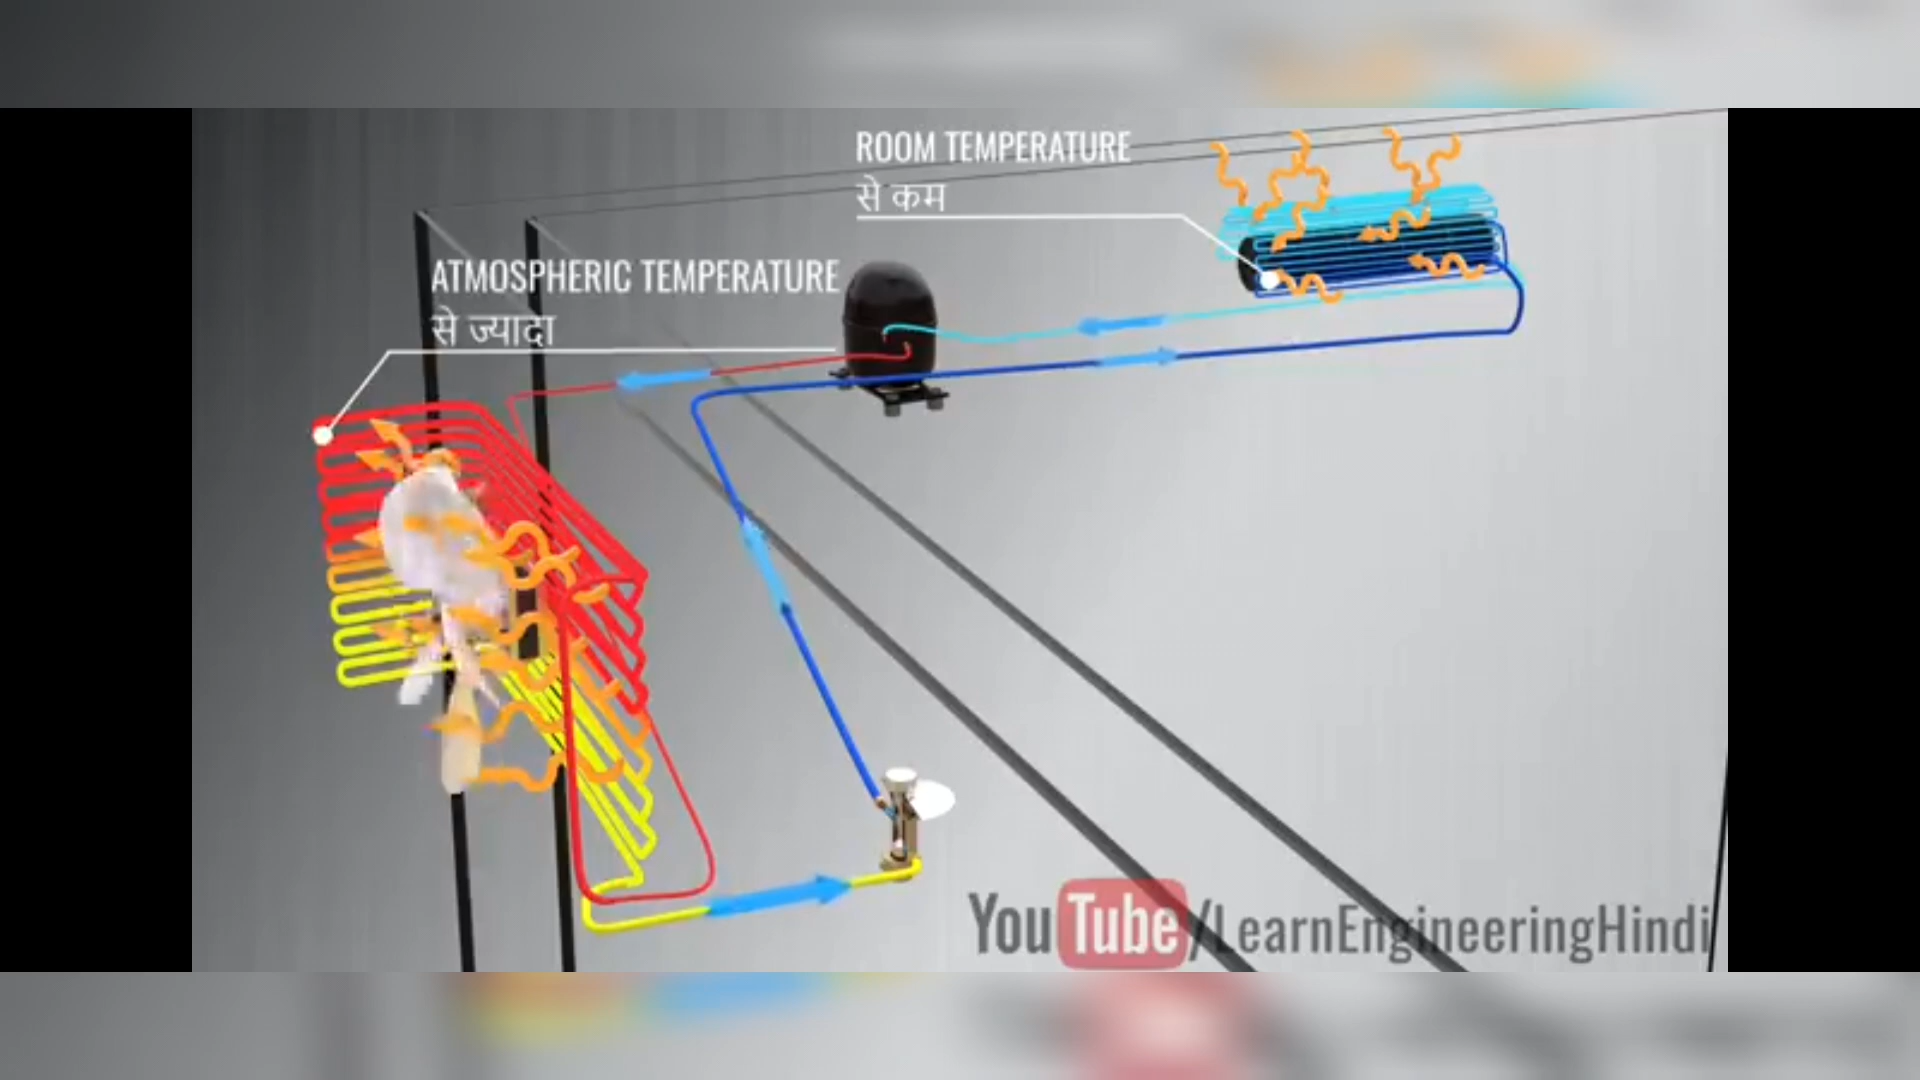 ROOM TEMPERATURE
से कम
ATMOSPHERIC TEMPERATURE
से ज्यादा
YouTube/LearnEngineeringHindi